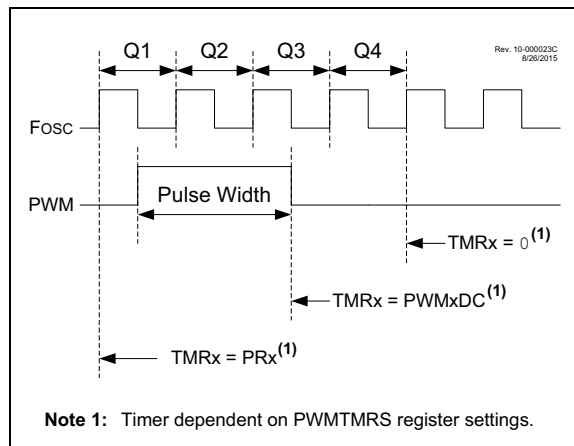 Rev. 10-000023C
8/26/2015
Q1 Q2 Q3 Q4
FOSC
PWM
Pulse Width
TMRx = 0(1)
TMRx = PWMxDC(1)
TMRx = PRx(1)
Note 1: Timer dependent on PWMTMRS register settings.